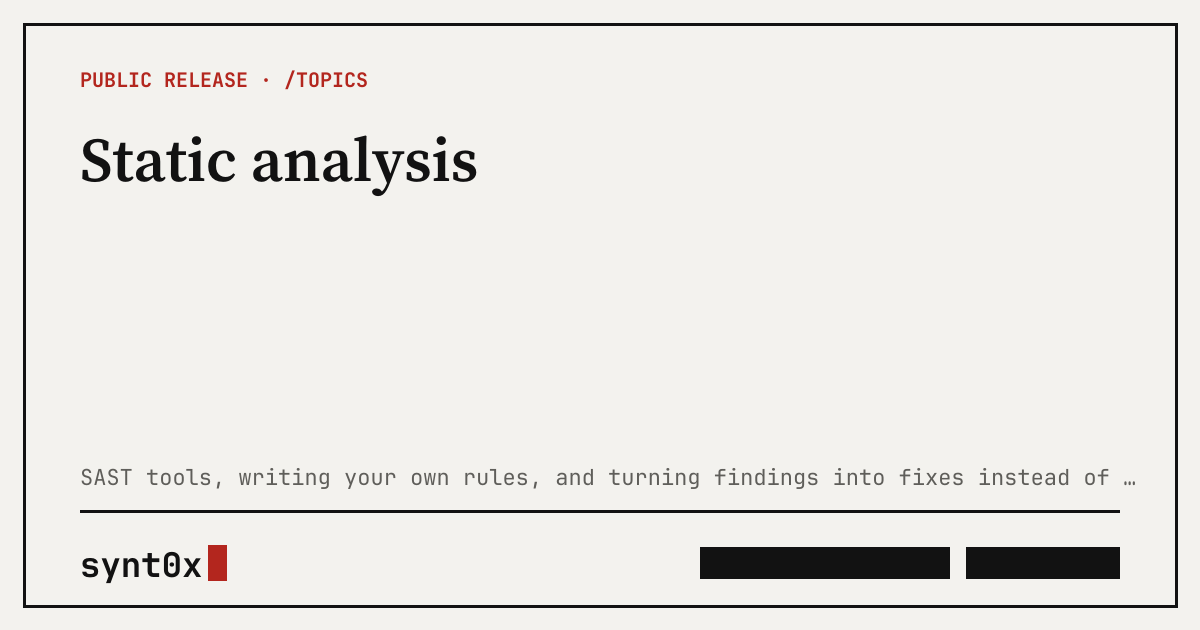 PUBLIC RELEASE · /TOPICS
Static analysis
SAST tools, writing your own rules, and turning findings into fixes instead of …
synt0x